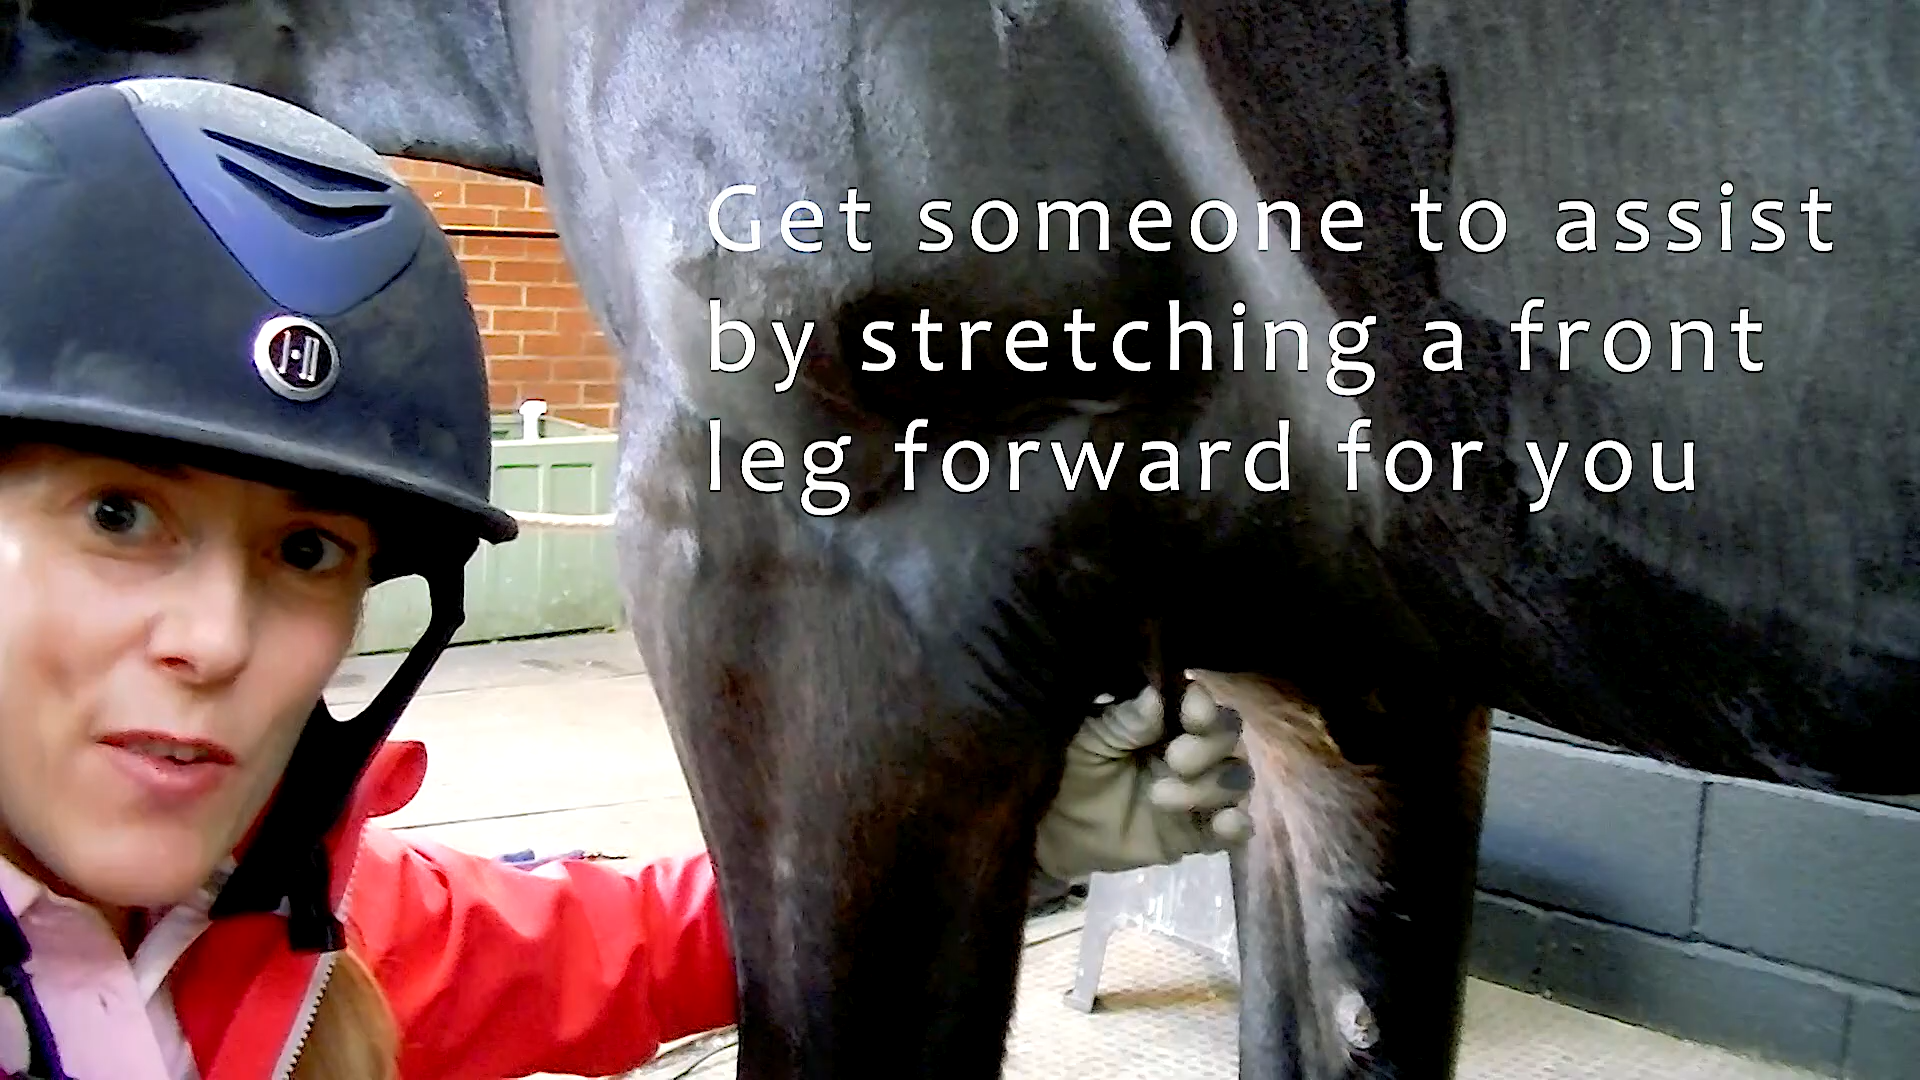 Get someone to assist
by stretching a front
leg forward for you